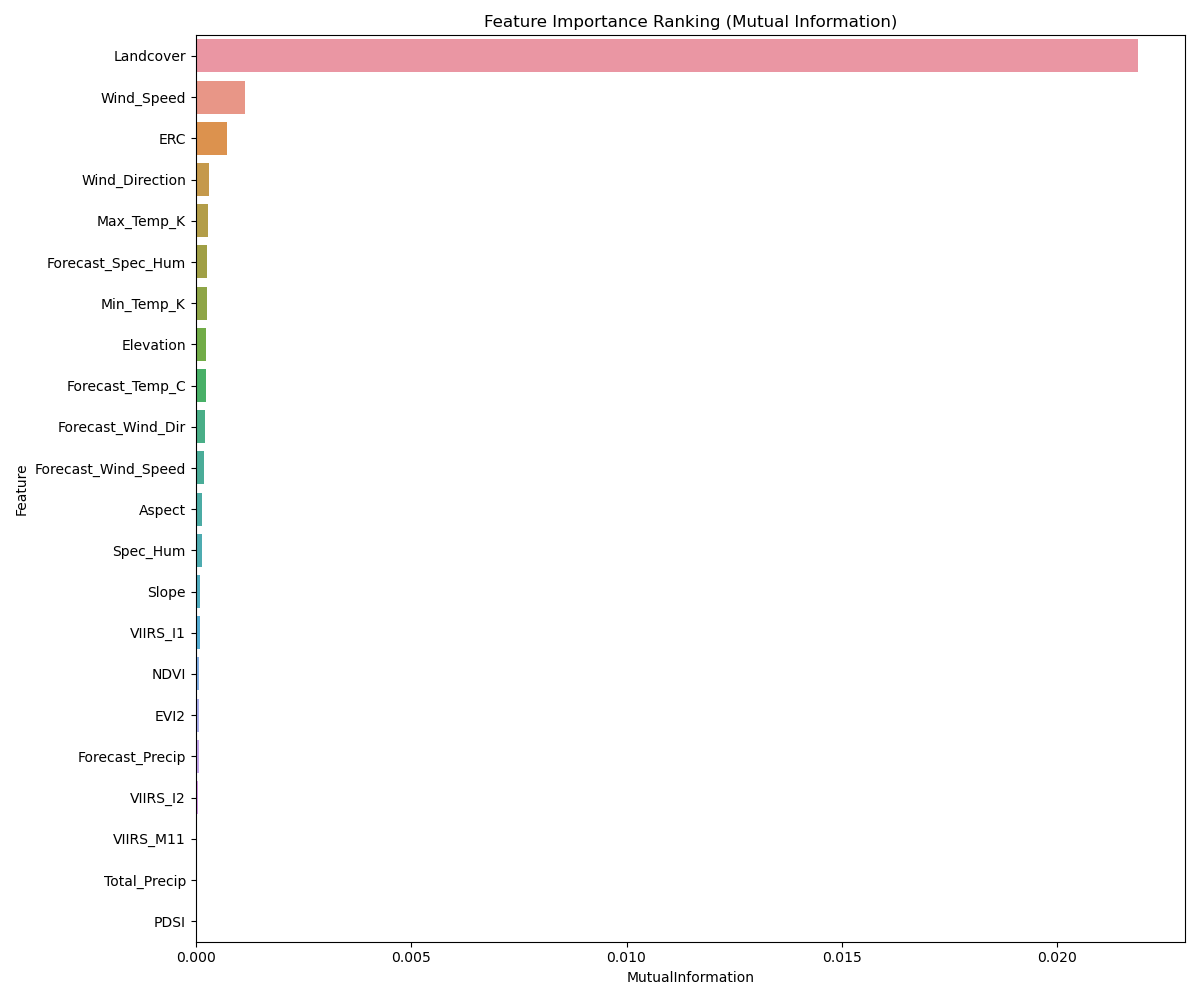 Feature Importance Ranking (Mutual Information)
Landcover
Wind_Speed
ERC
Wind_Direction
Max_Temp_K
Forecast_Spec_Hum
Min_Temp_K
Elevation
Forecast_Temp_C
Forecast_Wind_Dir
Forecast_Wind_Speed
Aspect
Spec_Hum
Slope
VIIRS_I1
NDVI
EVI2
Forecast_Precip
VIIRS_I2
VIIRS_M11
Total_Precip
PDSI
Feature
0.000 0.005 0.010 0.015 0.020
MutualInformation